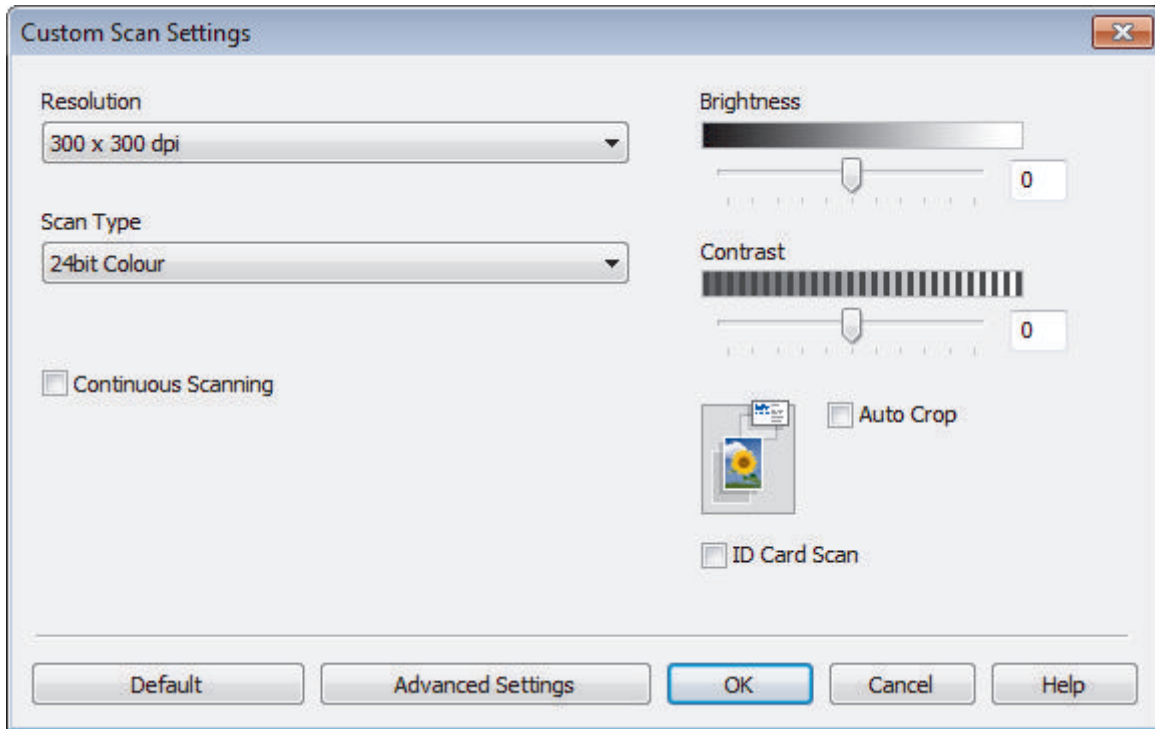 Custom Scan Settings
Resolution
300 x 300 dpi
Scan Type
24bit Colour
Continuous Scanning
Brightness
0
Contrast
0
Auto Crop
ID Card Scan
Default
Advanced Settings
OK
Cancel
Help